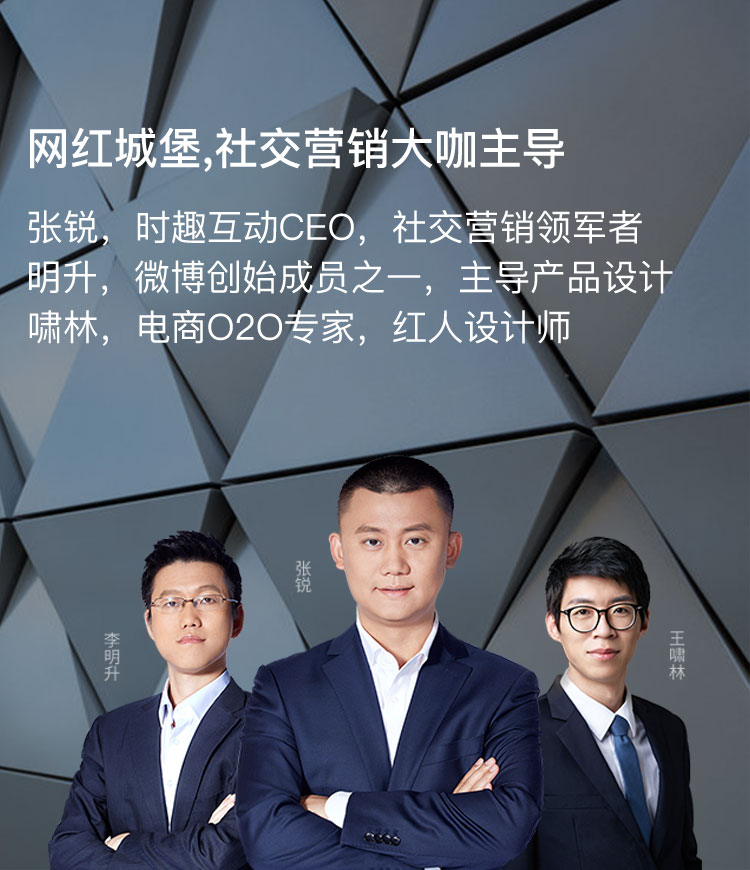 网红城堡,社交营销大咖主导
张锐，时趣互动CEO，社交营销领军者
明升，微博创始成员之一，主导产品设计
啸林，电商O2O专家，红人设计师
张锐
李明升
王啸林